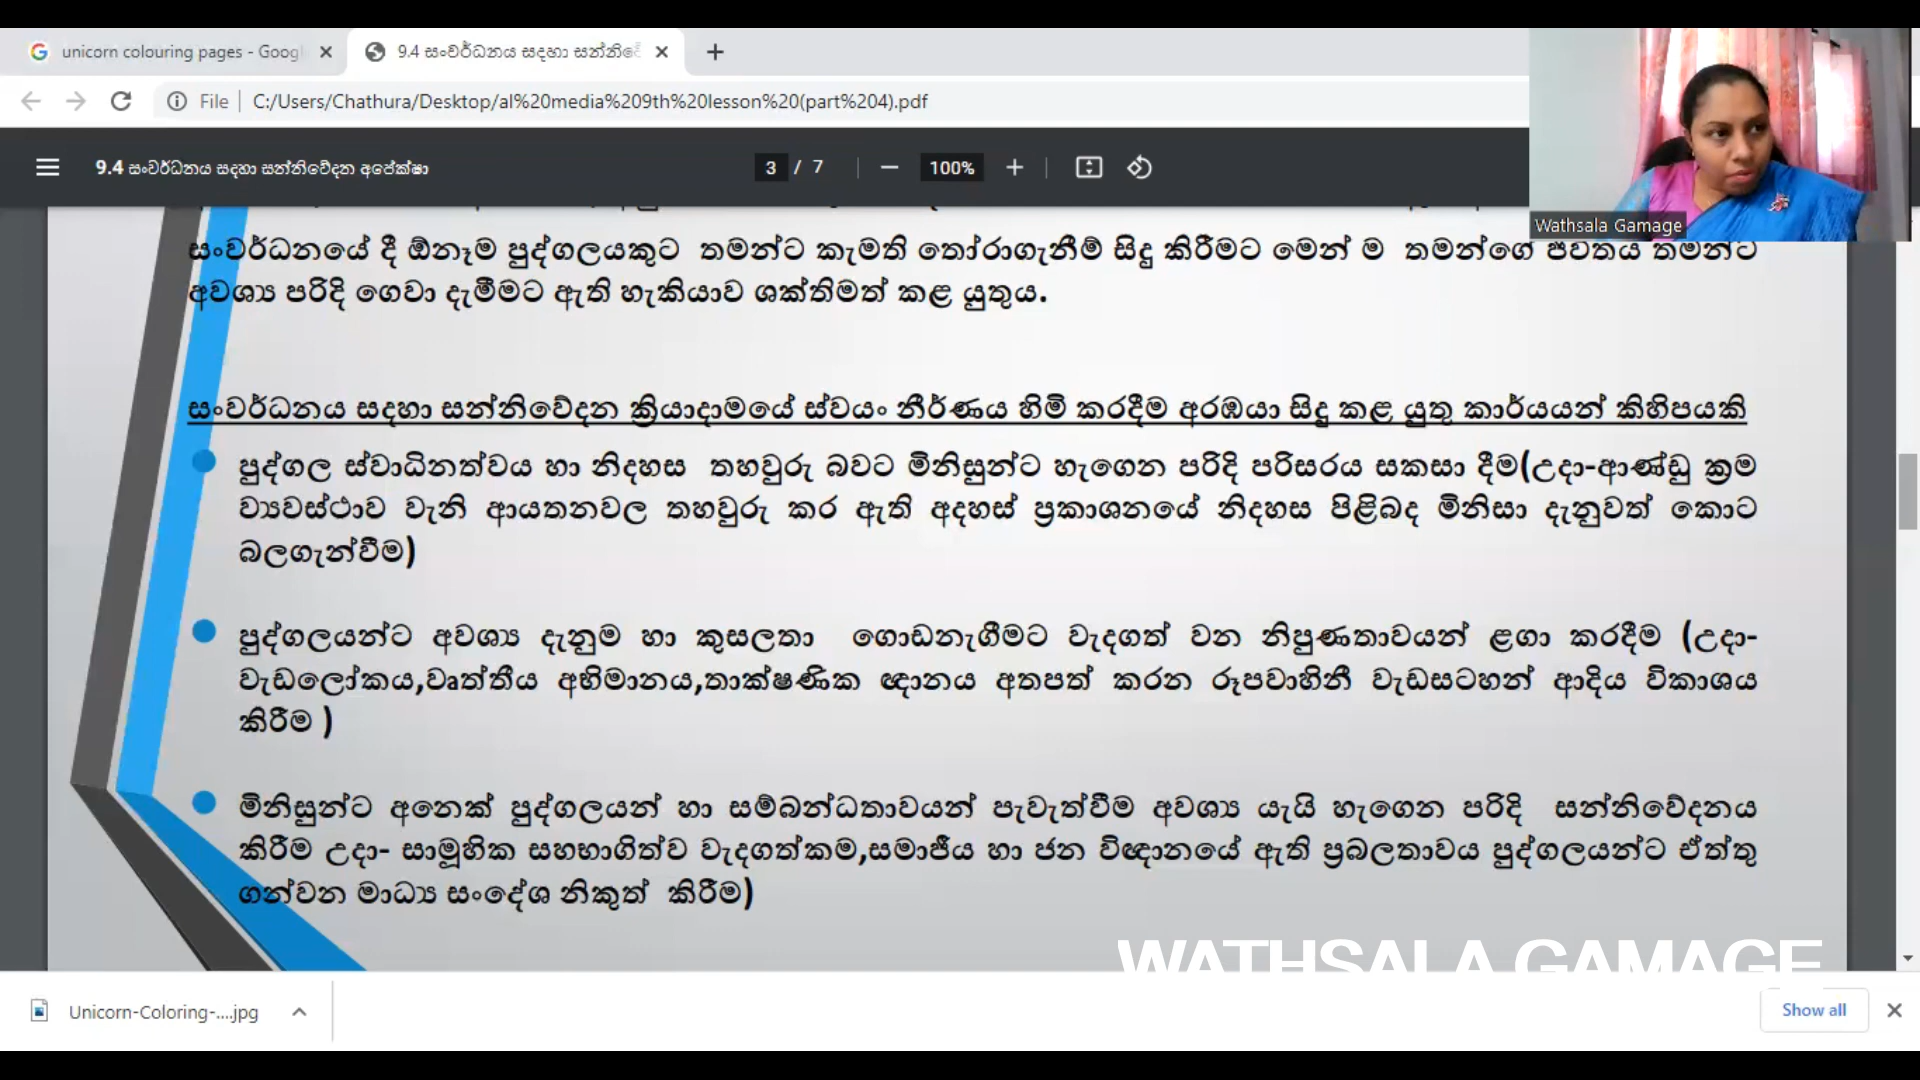 unicorn colouring pages - Goog
9.4 සංවර්ධනය සදහා සන්නිවේ
File
C:/Users/Chathura/Desktop/al%20media%209th%20lesson%20(part%204).pdf
9.4 සංවර්ධනය සදහා සන්නිවේදන අපේක්ෂා
3 / 7
100%
Wathsala Gamage
සංවර්ධනයේ දී ඕනෑම පුද්ගලයකුට තමන්ට කැමති තෝරාගැනීම් සිදු කිරීමට මෙන් ම තමන්ගේ ජීවිතය තමන්ට
අවශ්‍ය පරිදි ගෙවා දැමීමට ඇති හැකියාව ශක්තිමත් කළ යුතුය.
සංවර්ධනය සදහා සන්නිවේදන ක්‍රියාදාමයේ ස්වයං නීර්ණය හිමි කරදීම අරඹයා සිදු කළ යුතු කාර්යයන් කිහිපයකි
පුද්ගල ස්වාධිනත්වය හා නිදහස තහවුරු බවට මිනිසුන්ට හැගෙන පරිදි පරිසරය සකසා දීම(උදා-ආණ්ඩු ක්‍රම
ව්‍යවස්ථාව වැනි ආයතනවල තහවුරු කර ඇති අදහස් ප්‍රකාශනයේ නිදහස පිළිබද මිනිසා දැනුවත් කොට
බලගැන්වීම)
පුද්ගලයන්ට අවශ්‍ය දැනුම හා කුසලතා ගොඩනැගීමට වැදගත් වන නිපුණතාවයන් ළගා කරදීම (උදා-
වැඩලෝකය,වෘත්තීය අභිමානය,තාක්ෂණික ඥානය අතපත් කරන රූපවාහිනී වැඩසටහන් ආදිය විකාශය
කිරීම )
මිනිසුන්ට අනෙක් පුද්ගලයන් හා සම්බන්ධතාවයන් පැවැත්වීම අවශ්‍ය යැයි හැගෙන පරිදි සන්නිවේදනය
කිරීම උදා- සාමූහික සහභාගිත්ව වැදගත්කම,සමාජීය හා ජන විඥානයේ ඇති ප්‍රබලතාවය පුද්ගලයන්ට ඒත්තු
ගන්වන මාධ්‍ය සංදේශ නිකුත් කිරීම)
WATHSALA GAMAGE
Unicorn-Coloring-....jpg
Show all